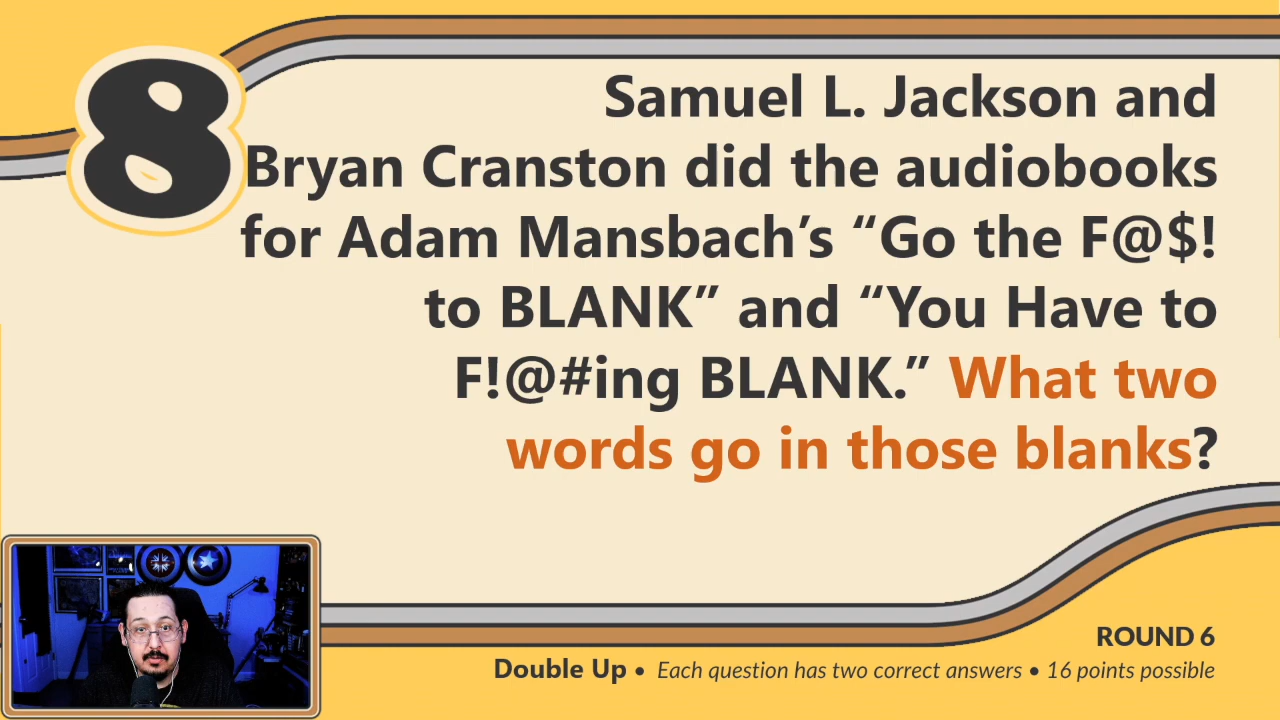 8
Samuel L. Jackson and
Bryan Cranston did the audiobooks
for Adam Mansbach’s “Go the F@$!
to BLANK” and “You Have to
F!@#ing BLANK.” What two
words go in those blanks?
ROUND 6
Double Up • Each question has two correct answers • 16 points possible